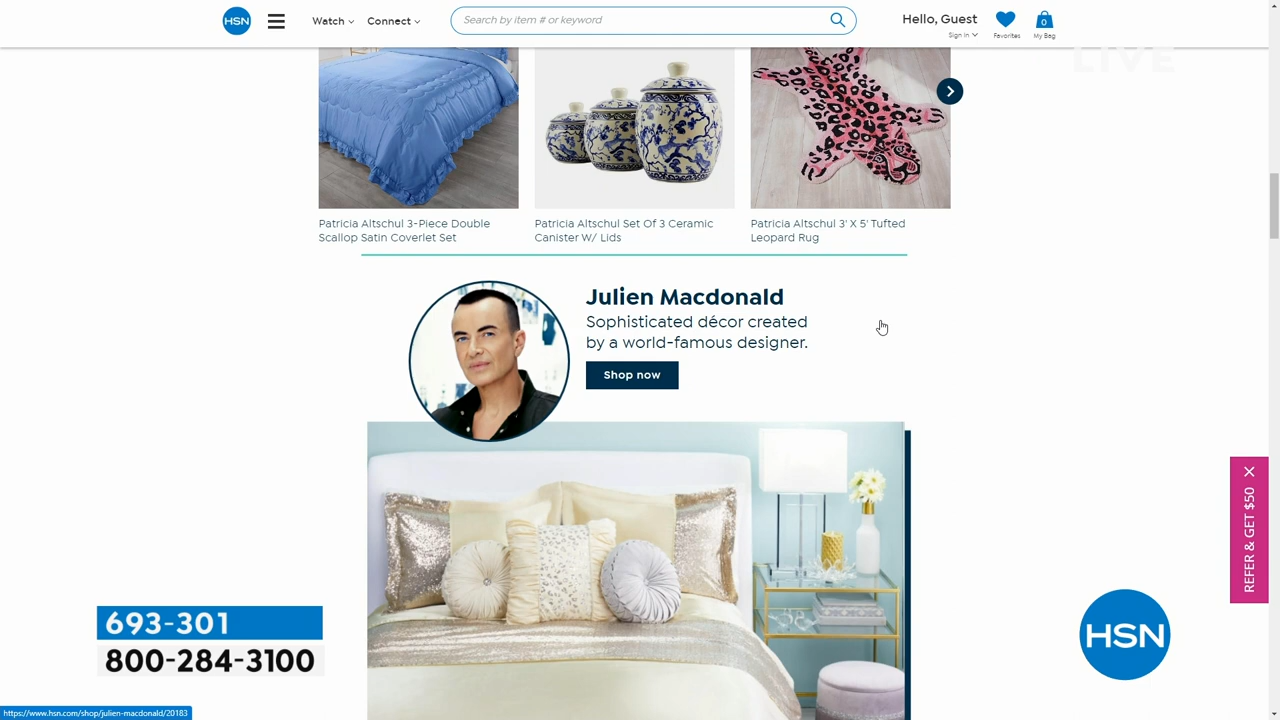 HSN
Watch
Connect
Search by item # or keyword
Hello, Guest
Sign In
Favorites
0
My Bag
LIVE
Patricia Altschul 3-Piece Double
Scallop Satin Coverlet Set
Patricia Altschul Set Of 3 Ceramic
Canister W/ Lids
Patricia Altschul 3' X 5' Tufted
Leopard Rug
Julien Macdonald
Sophisticated décor created
by a world-famous designer.
Shop now
REFER & GET $50
693-301
800-284-3100
HSN
https://www.hsn.com/shop/julien-macdonald/20183